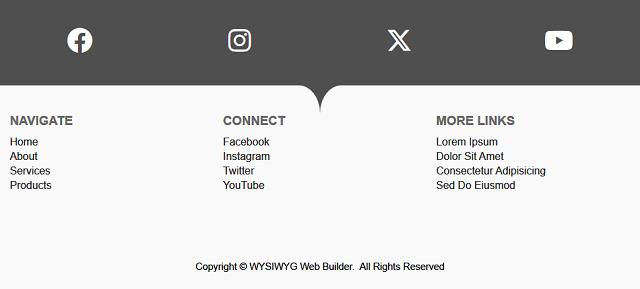 NAVIGATE
Home
About
Services
Products
CONNECT
Facebook
Instagram
Twitter
YouTube
MORE LINKS
Lorem Ipsum
Dolor Sit Amet
Consectetur Adipisicing
Sed Do Eiusmod
Copyright © WYSIWYG Web Builder.  All Rights Reserved